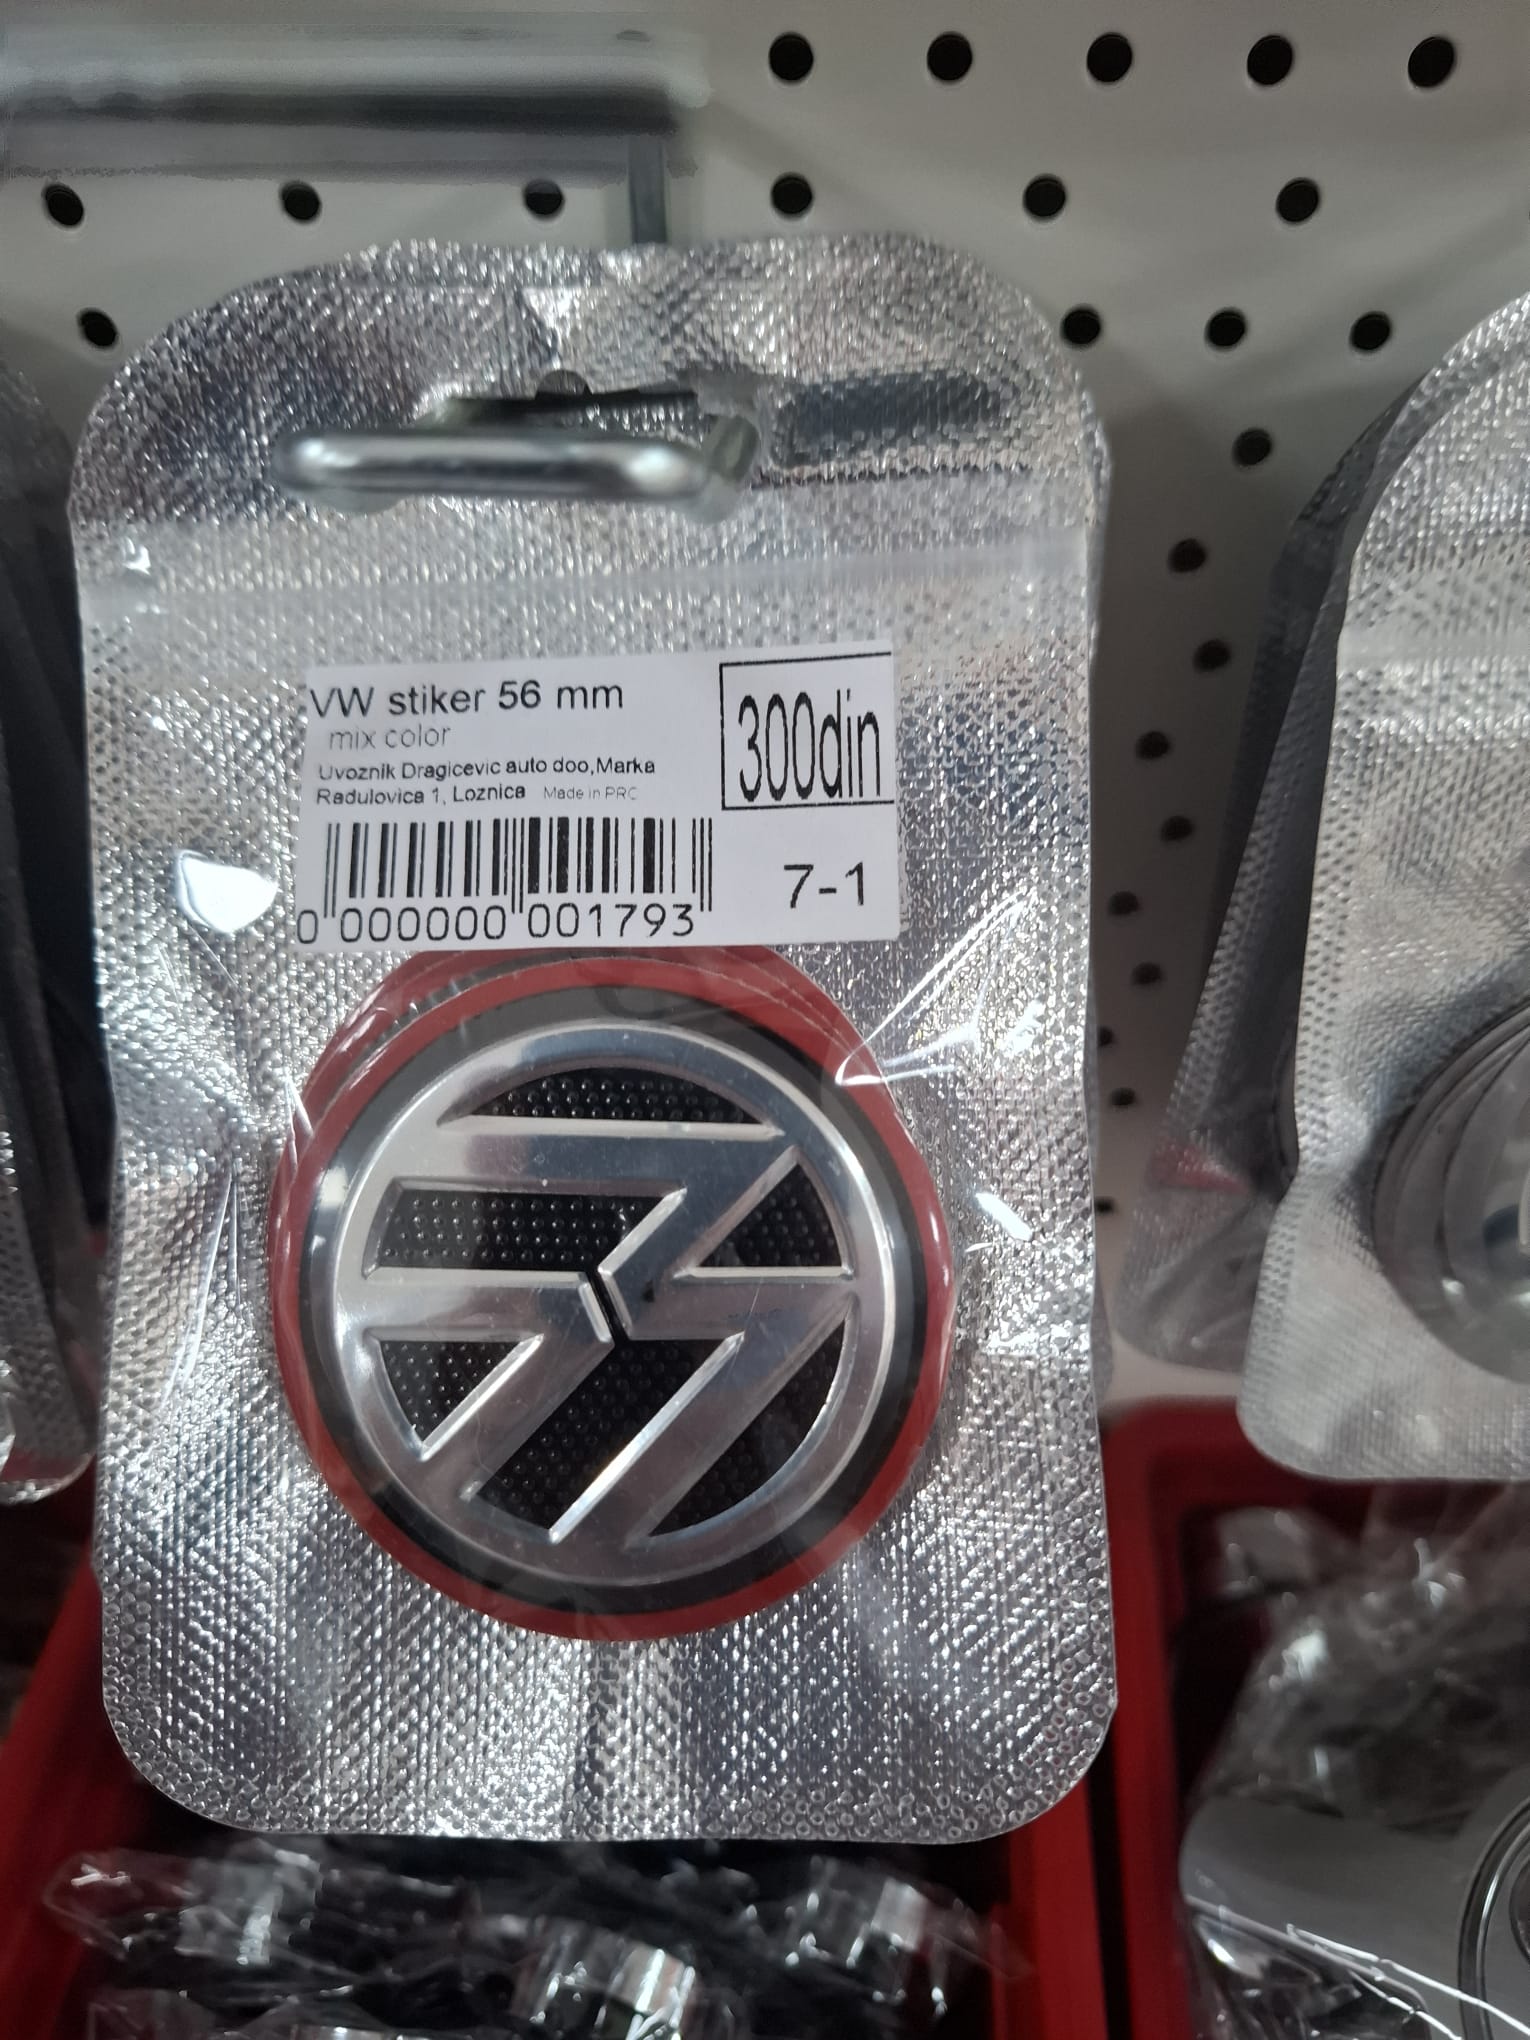 VW stiker 56 mm
mix color
300din
Uvoznik Dragicevic auto doo,Marka
Radulovica 1, Loznica Made in PRC
7-1
0 000000 001793